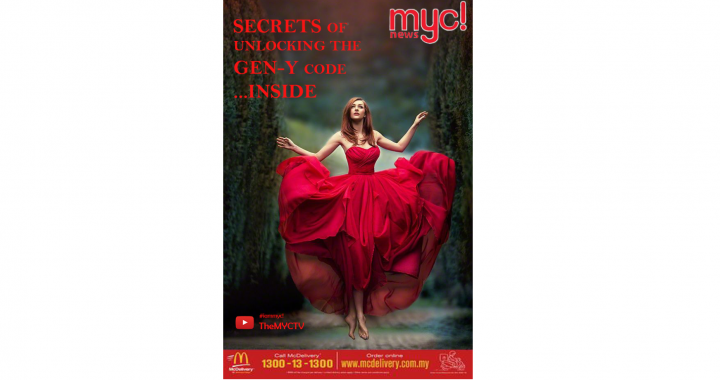 SECRETS OF
UNLOCKING THE
GEN-Y CODE
...INSIDE
myc!
news
TheMYCTV
McDelivery
Call McDelivery
1300-13-1300
Order online
www.mcdelivery.com.my